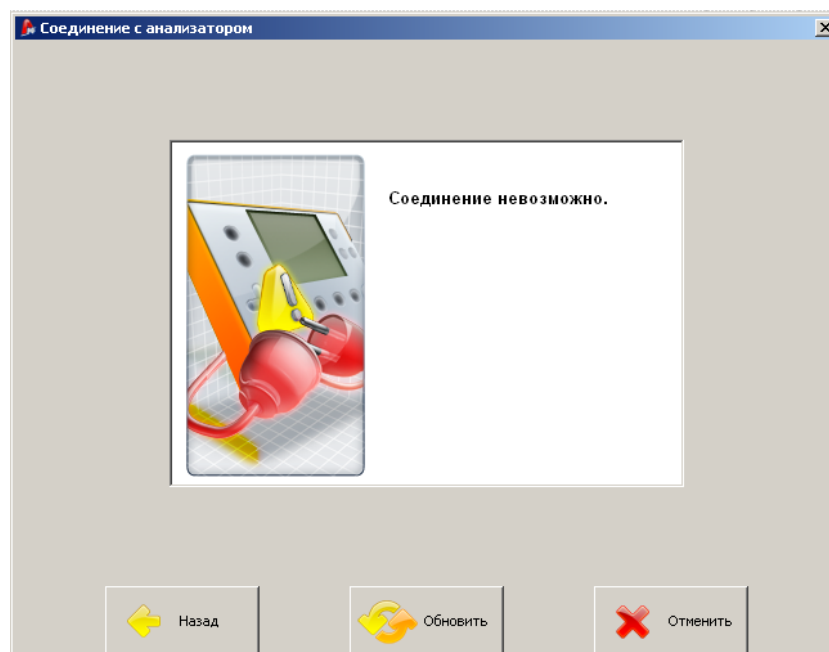 Соединение с анализатором
Соединение невозможно.
Назад
Обновить
Отменить